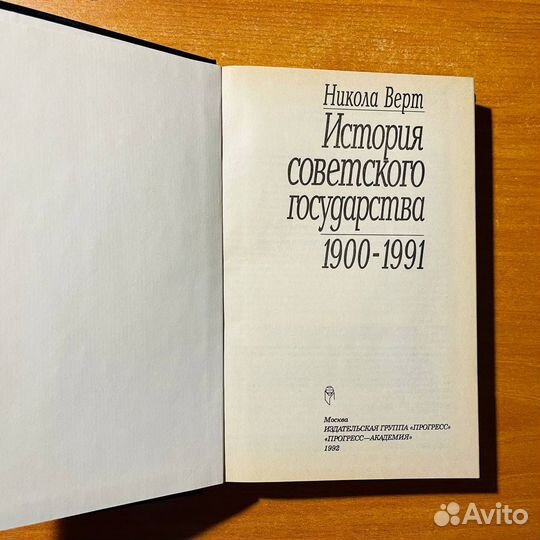 Никола Верт
История
советского
государства
1900-1991
Москва
ИЗДАТЕЛЬСКАЯ ГРУППА «ПРОГРЕСС»
«ПРОГРЕСС—АКАДЕМИЯ»
1992
Avito